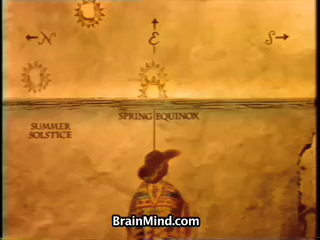 N
E
S
SPRING EQUINOX
SUMMER
SOLSTICE
BrainMind.com